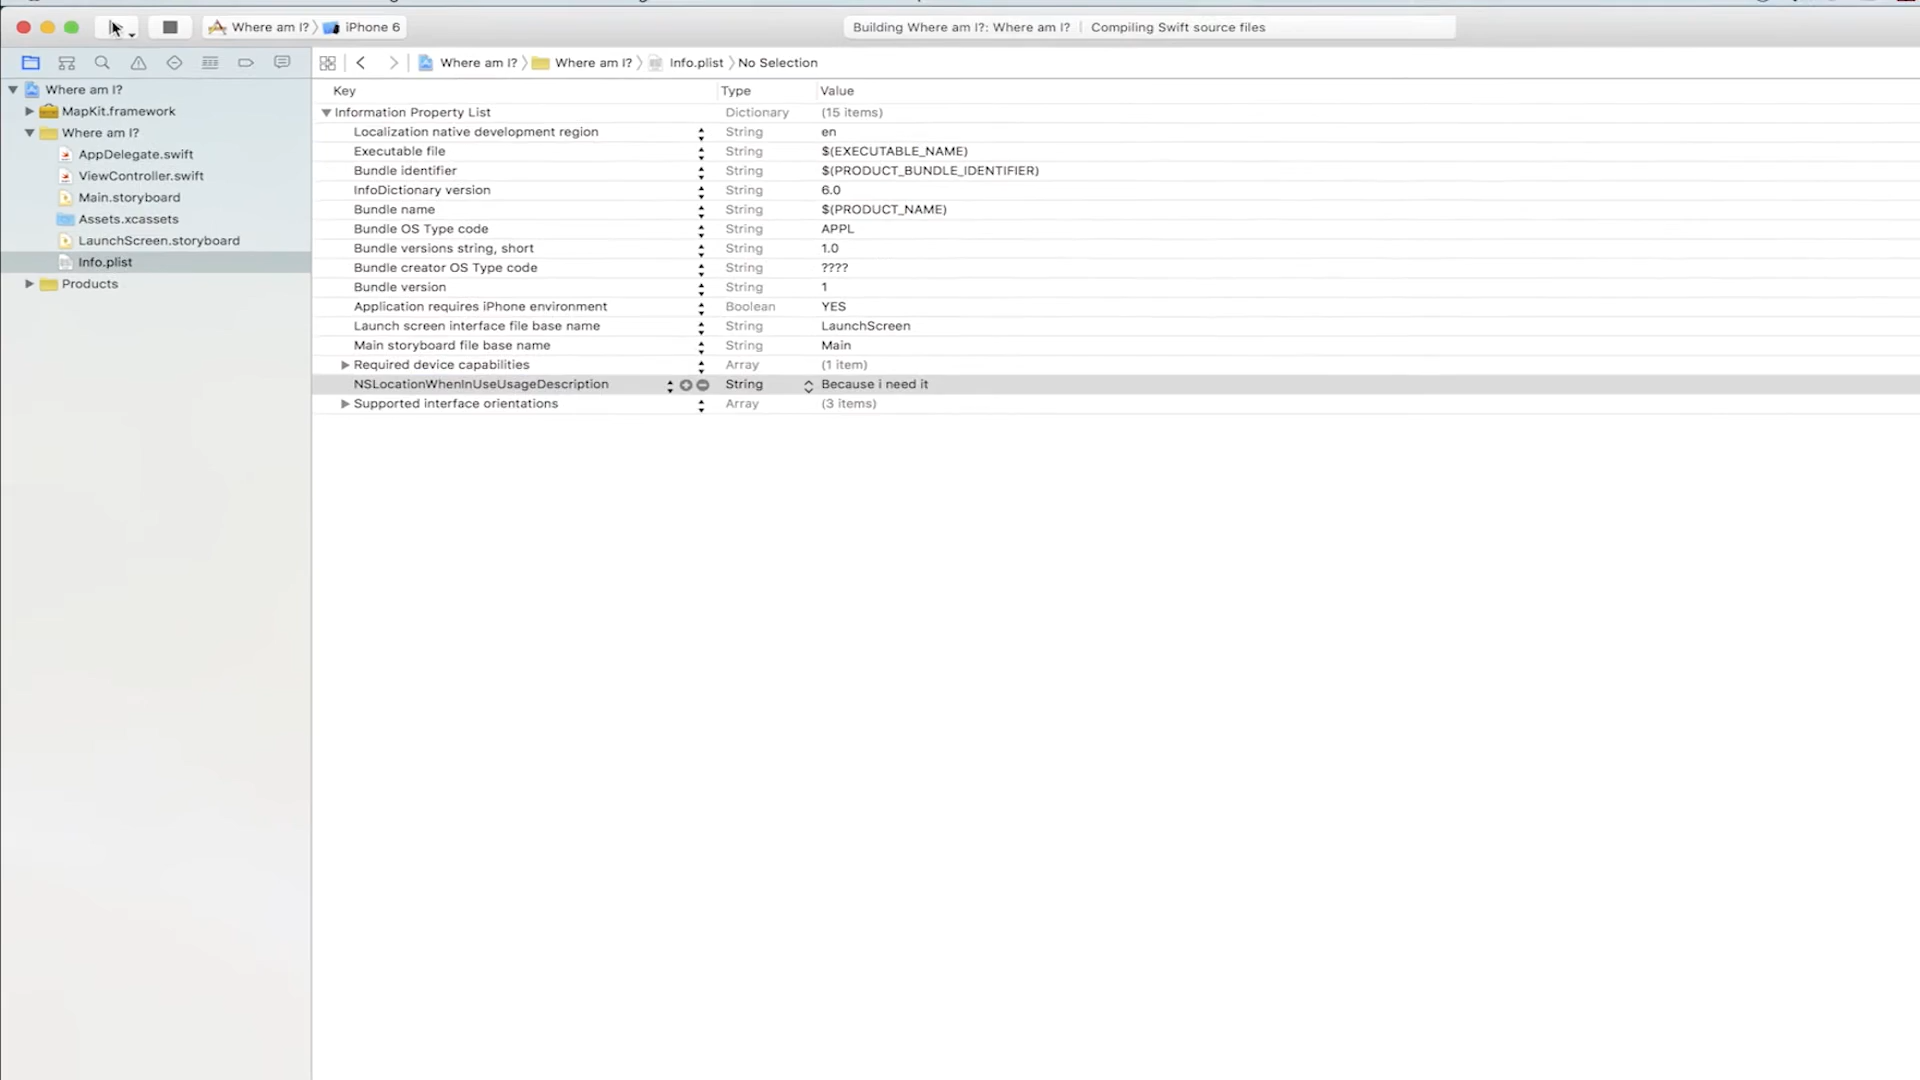 Where am I? iPhone 6 Building Where am I?: Where am I? Compiling Swift source files
Where am I? Where am I? Info.plist No Selection
Where am I?
MapKit.framework
Where am I?
AppDelegate.swift
ViewController.swift
Main.storyboard
Assets.xcassets
LaunchScreen.storyboard
Info.plist
Products
Key Type Value
Information Property List Dictionary (15 items)
Localization native development region String en
Executable file String $(EXECUTABLE_NAME)
Bundle identifier String $(PRODUCT_BUNDLE_IDENTIFIER)
InfoDictionary version String 6.0
Bundle name String $(PRODUCT_NAME)
Bundle OS Type code String APPL
Bundle versions string, short String 1.0
Bundle creator OS Type code String ????
Bundle version String 1
Application requires iPhone environment Boolean YES
Launch screen interface file base name String LaunchScreen
Main storyboard file base name String Main
Required device capabilities Array (1 item)
NSLocationWhenInUseUsageDescription String Because i need it
Supported interface orientations Array (3 items)